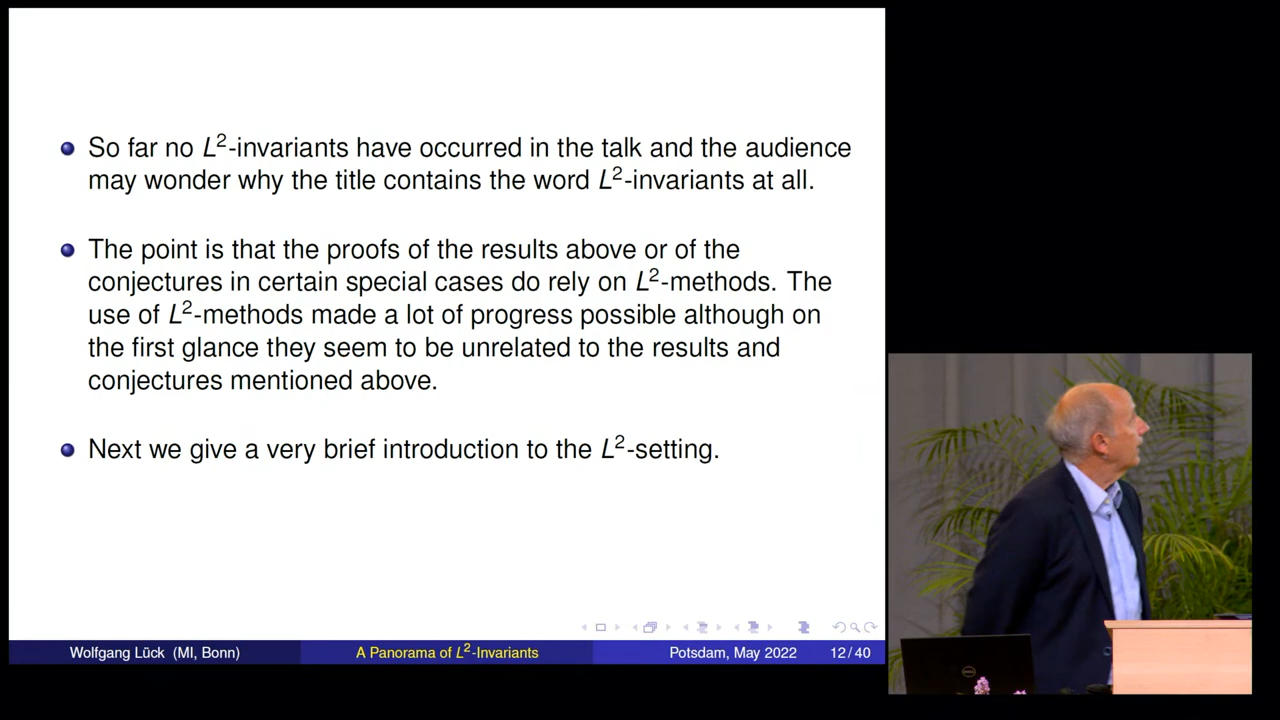 So far no L²-invariants have occurred in the talk and the audience
may wonder why the title contains the word L²-invariants at all.
The point is that the proofs of the results above or of the
conjectures in certain special cases do rely on L²-methods. The
use of L²-methods made a lot of progress possible although on
the first glance they seem to be unrelated to the results and
conjectures mentioned above.
Next we give a very brief introduction to the L²-setting.
Wolfgang Lück (MI, Bonn) A Panorama of L²-Invariants Potsdam, May 2022 12 / 40
DELL